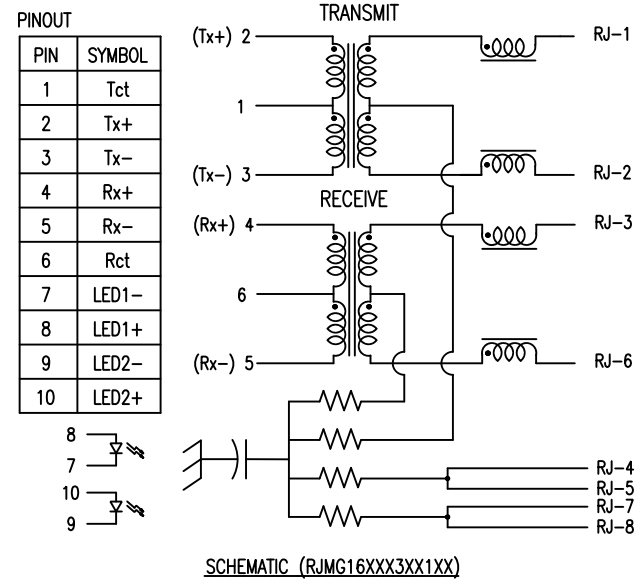 PINOUT
PIN SYMBOL
1 Tct
2 Tx+
3 Tx-
4 Rx+
5 Rx-
6 Rct
7 LED1-
8 LED1+
9 LED2-
10 LED2+
TRANSMIT
(Tx+) 2
RJ-1
1
(Tx-) 3
RJ-2
RECEIVE
(Rx+) 4
RJ-3
6
(Rx-) 5
RJ-6
8
7
10
9
RJ-4
RJ-5
RJ-7
RJ-8
SCHEMATIC (RJMG16XXX3XX1XX)